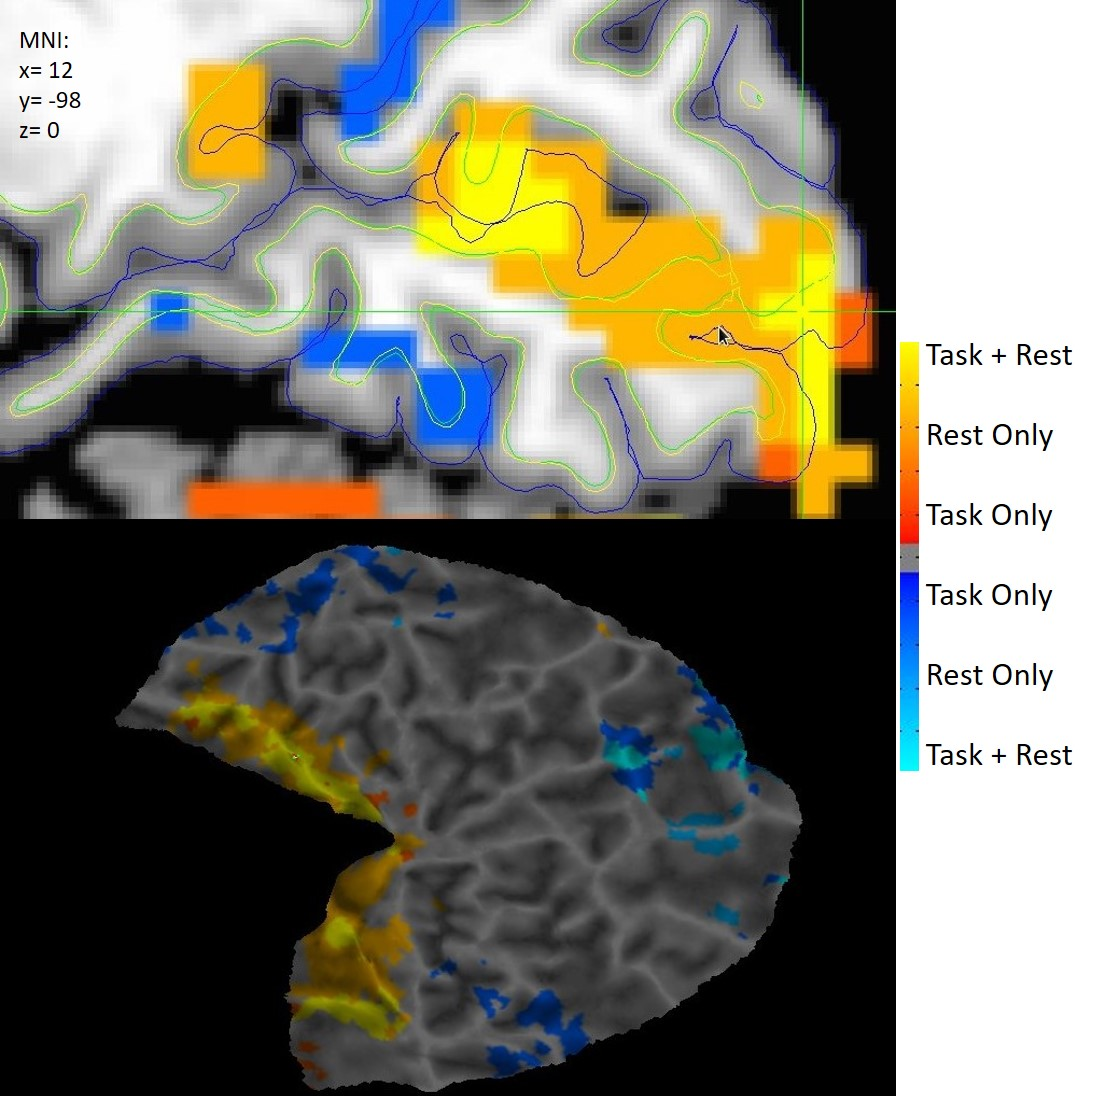 MNI:
x= 12
y= -98
z= 0
Task + Rest
Rest Only
Task Only
Task Only
Rest Only
Task + Rest